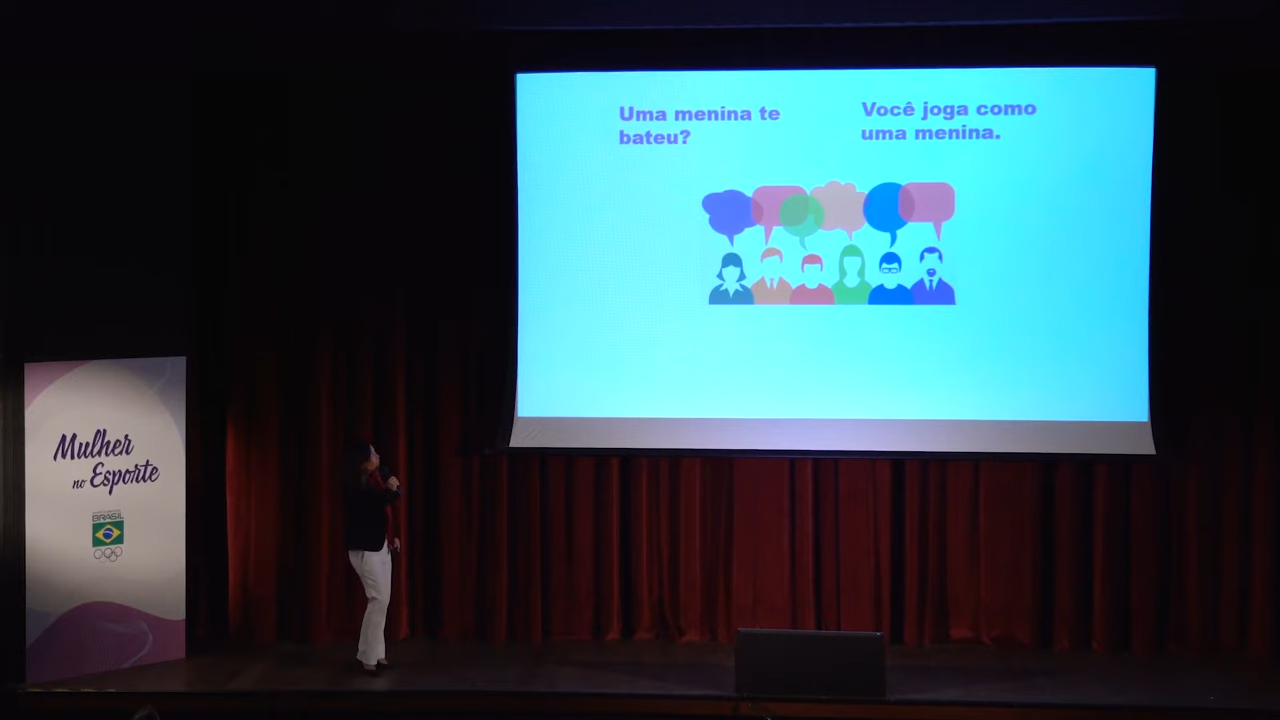 Uma menina te
bateu?
Você joga como
uma menina.
Mulher
no Esporte
BRASIL